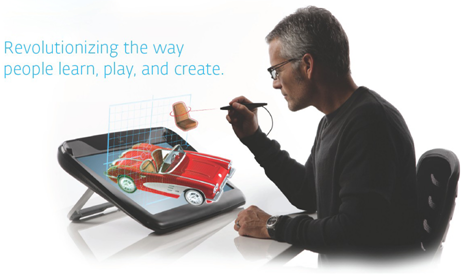 Revolutionizing the way
people learn, play, and create.